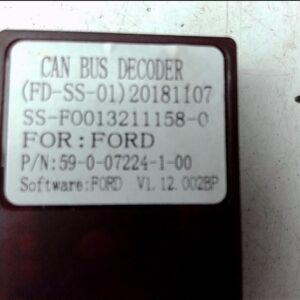 CAN BUS DECODER
(FD-SS-01)20181107
SS-F0013211158-0
FOR:FORD
P/N:59-0-07224-1-00
Software:FORD V1.12.002BP